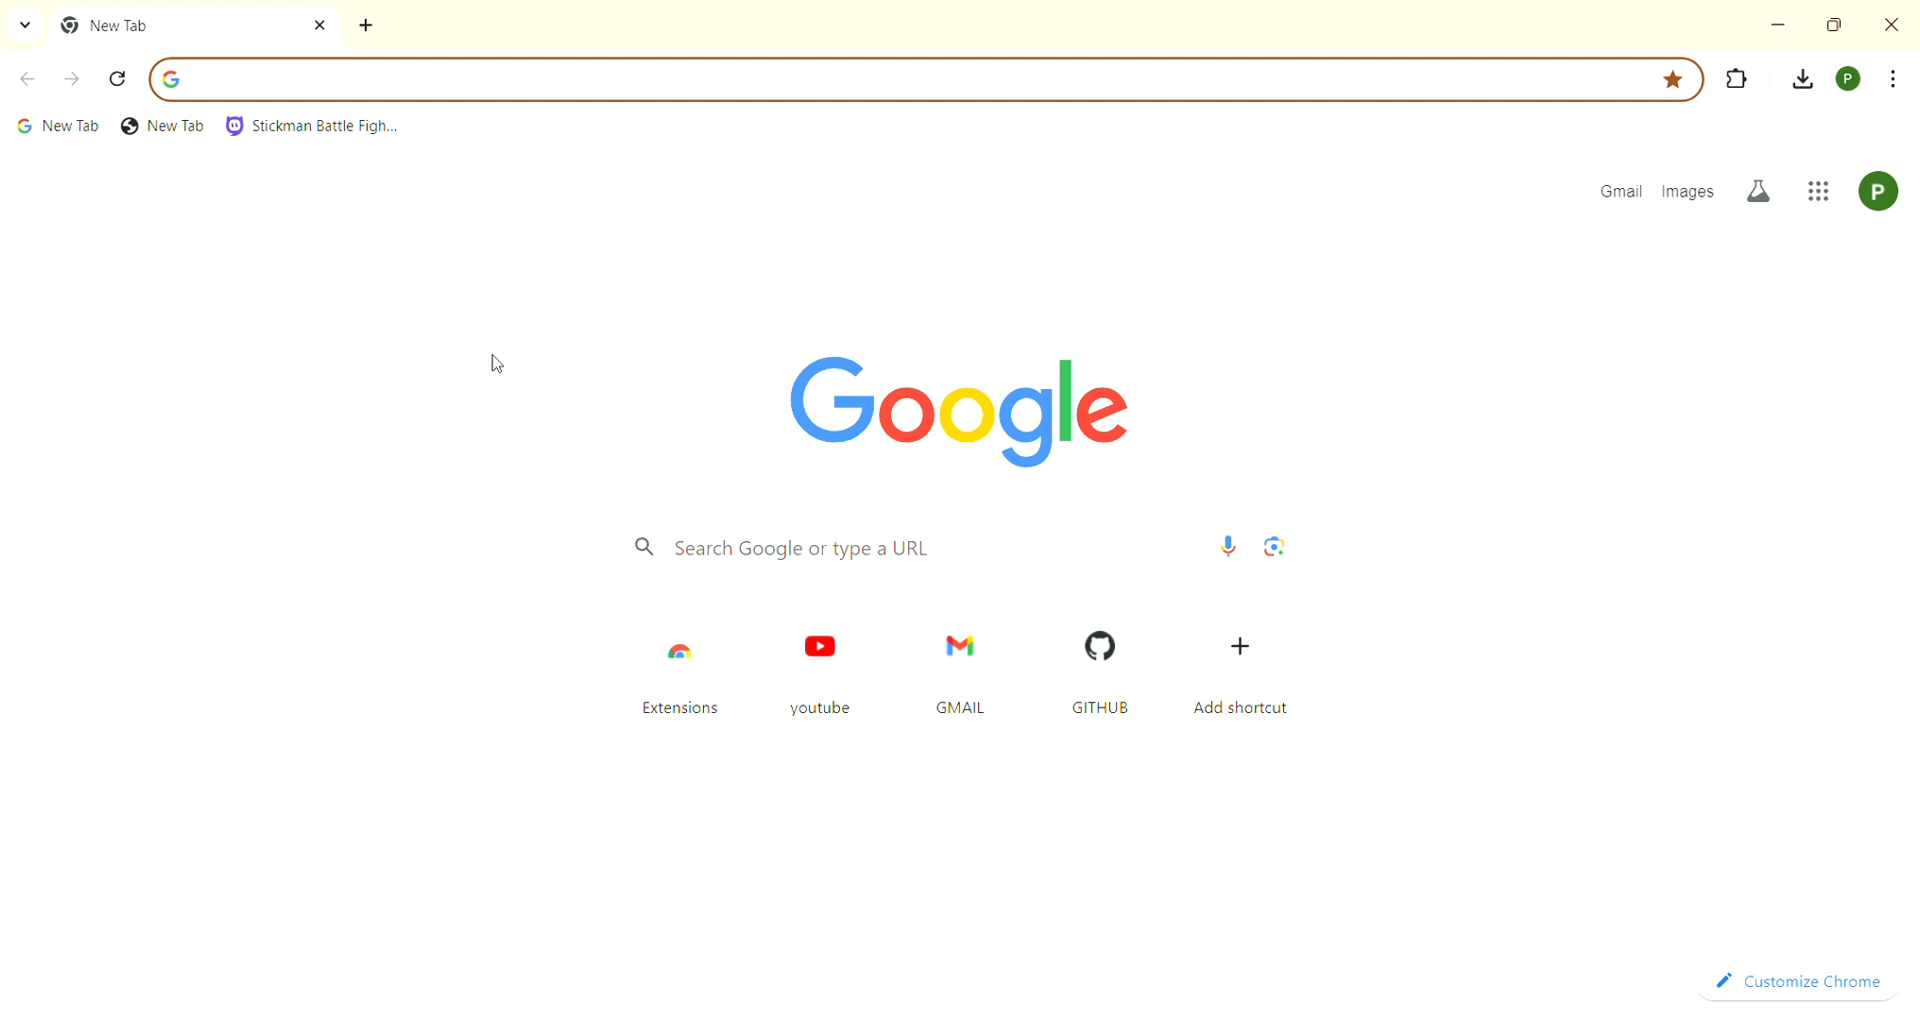 New Tab
New Tab New Tab Stickman Battle Figh...
Gmail Images P
P
Google
Search Google or type a URL
Extensions youtube GMAIL GITHUB Add shortcut
Customize Chrome